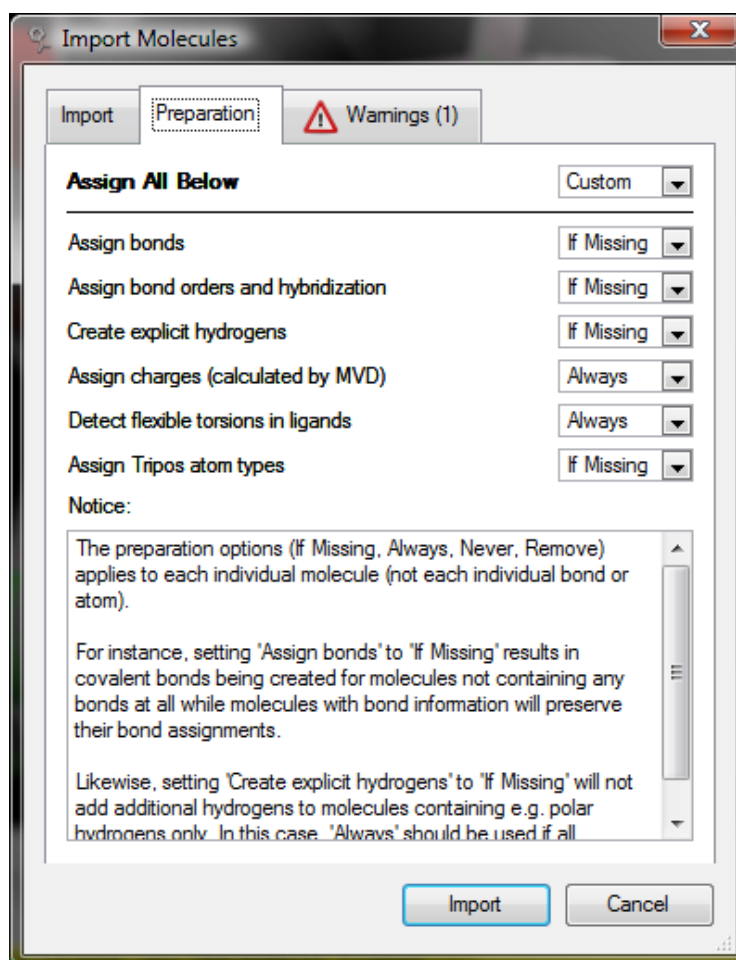 Import Molecules
Import
Preparation
Warnings (1)
Assign All Below Custom
Assign bonds If Missing
Assign bond orders and hybridization If Missing
Create explicit hydrogens If Missing
Assign charges (calculated by MVD) Always
Detect flexible torsions in ligands Always
Assign Tripos atom types If Missing
Notice:
The preparation options (If Missing, Always, Never, Remove)
applies to each individual molecule (not each individual bond or
atom).
For instance, setting 'Assign bonds' to 'If Missing' results in
covalent bonds being created for molecules not containing any
bonds at all while molecules with bond information will preserve
their bond assignments.
Likewise, setting 'Create explicit hydrogens' to 'If Missing' will not
add additional hydrogens to molecules containing e.g. polar
hydrogens only. In this case, 'Always' should be used if all
Import Cancel